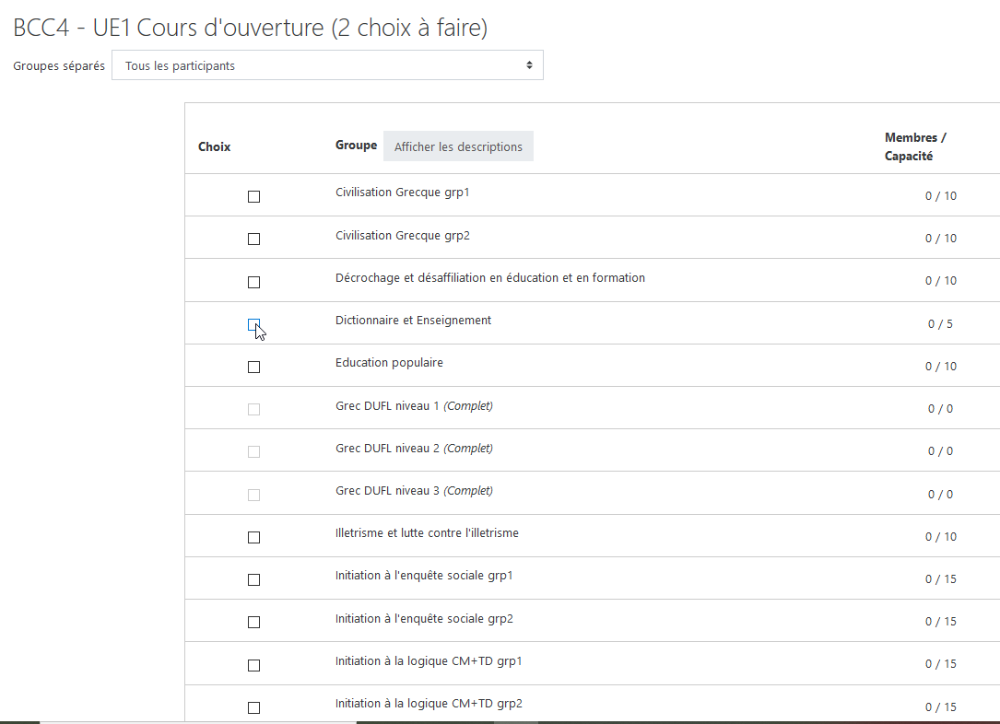 BCC4 - UE1 Cours d'ouverture (2 choix à faire)
Groupes séparés Tous les participants
Choix Groupe Afficher les descriptions Membres / Capacité
Civilisation Grecque grp1 0 / 10
Civilisation Grecque grp2 0 / 10
Décrochage et désaffiliation en éducation et en formation 0 / 10
Dictionnaire et Enseignement 0 / 5
Education populaire 0 / 10
Grec DUFL niveau 1 (Complet) 0 / 0
Grec DUFL niveau 2 (Complet) 0 / 0
Grec DUFL niveau 3 (Complet) 0 / 0
Illetrisme et lutte contre l'illetrisme 0 / 10
Initiation à l'enquête sociale grp1 0 / 15
Initiation à l'enquête sociale grp2 0 / 15
Initiation à la logique CM+TD grp1 0 / 15
Initiation à la logique CM+TD grp2 0 / 15